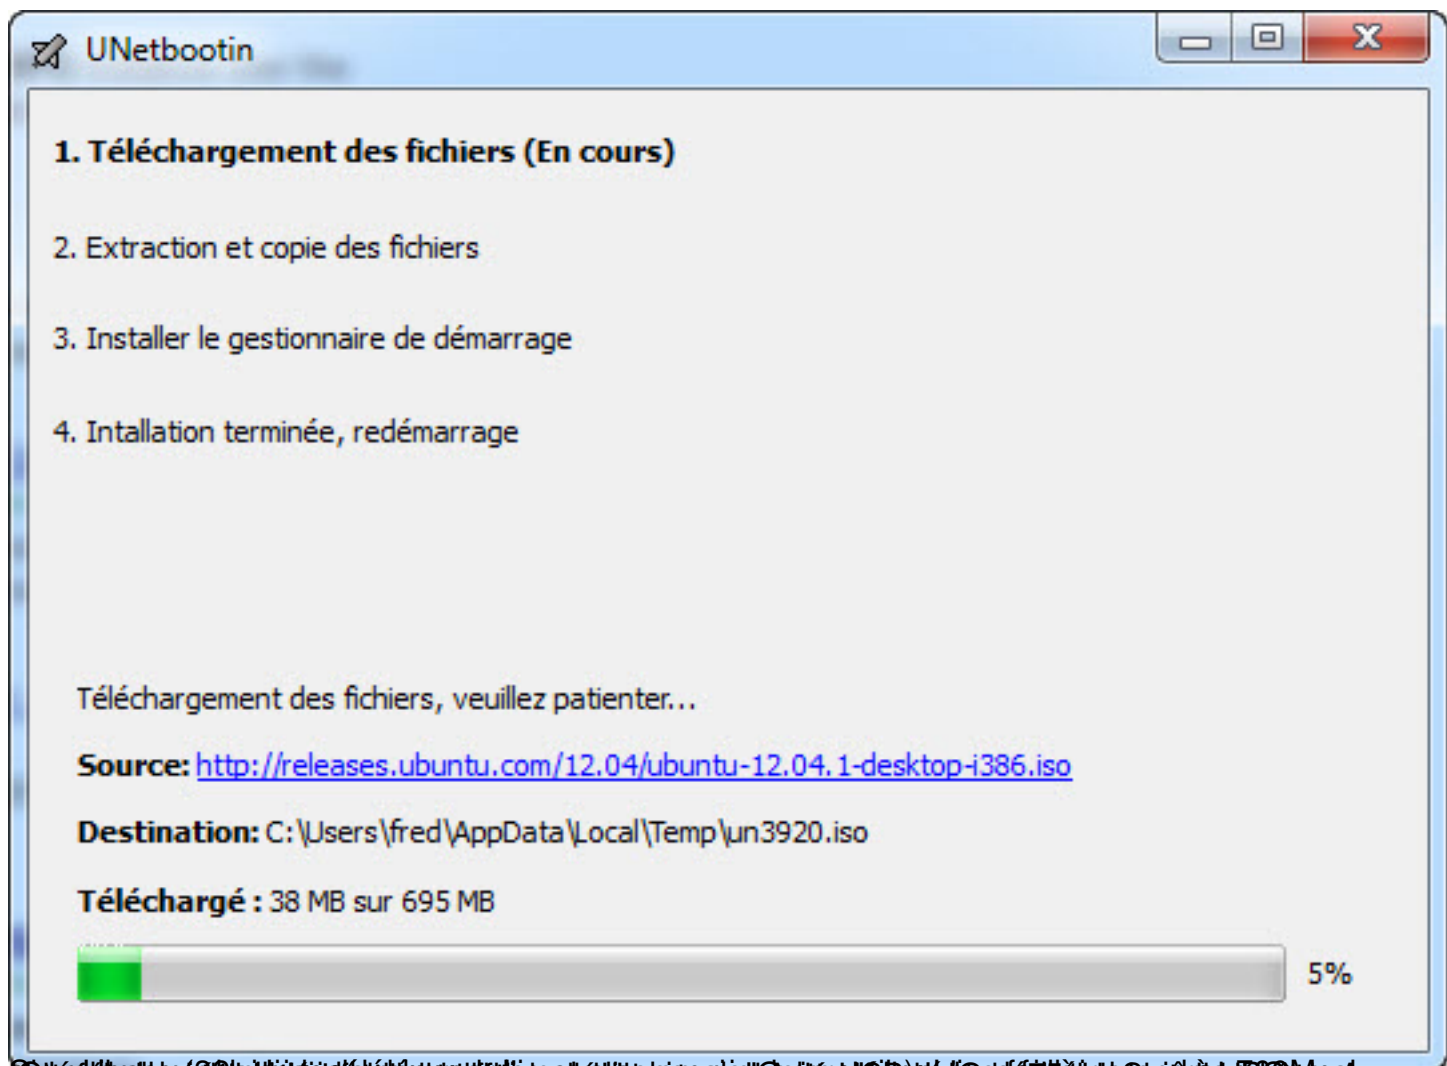 UNetbootin
1. Téléchargement des fichiers (En cours)
2. Extraction et copie des fichiers
3. Installer le gestionnaire de démarrage
4. Intallation terminée, redémarrage
Téléchargement des fichiers, veuillez patienter...
Source: http://releases.ubuntu.com/12.04/ubuntu-12.04.1-desktop-i386.iso
Destination: C:\Users\fred\AppData\Local\Temp\un3920.iso
Téléchargé : 38 MB sur 695 MB
5%